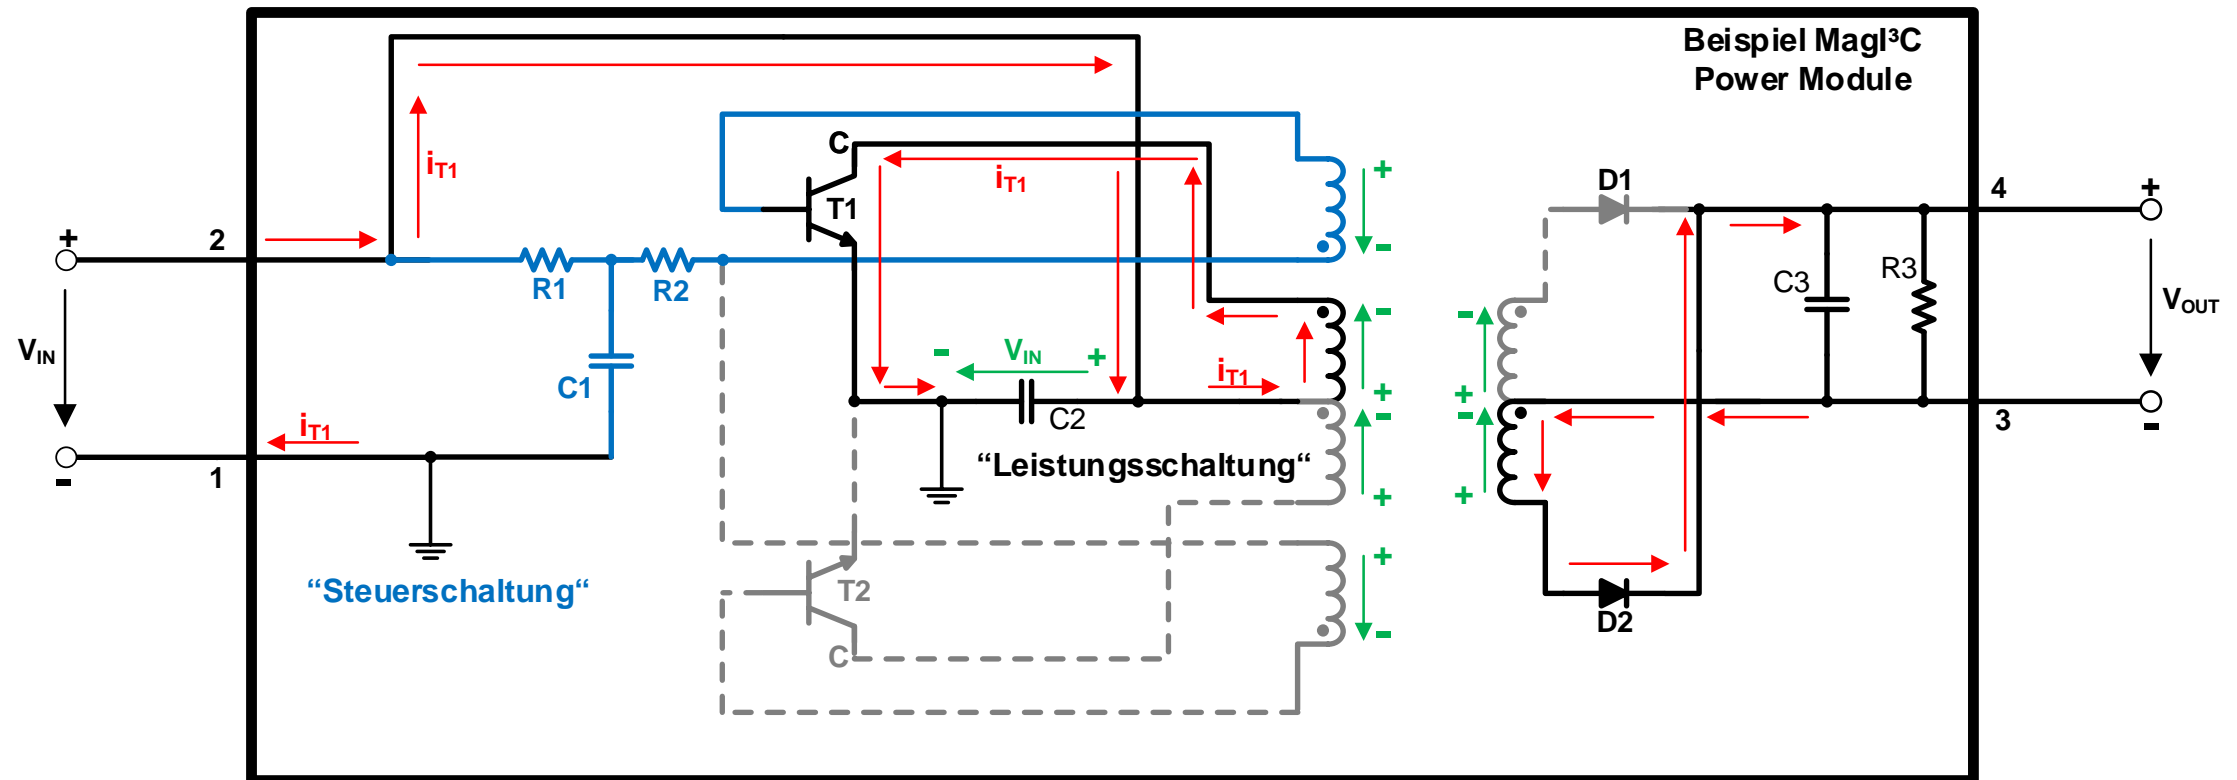 Beispiel MagI³C
Power Module
C
iT1
iT1
T1
D1
4
+
+
2
+
-
R1
R2
C3
R3
VIN
VOUT
C1
-
VIN
+
iT1
C2
-
+
-
+
-
+
-
+
3
-
iT1
-
1
"Leistungsschaltung"
+
+
"Steuerschaltung"
T2
C
+
-
D2